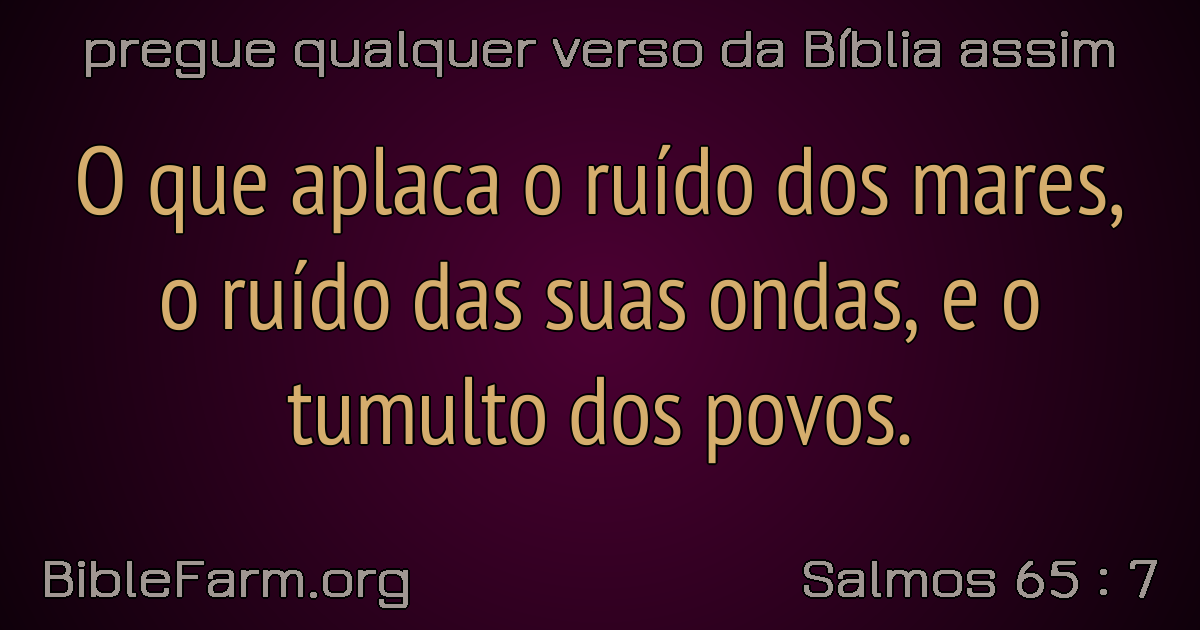 pregue qualquer verso da Bíblia assim
O que aplaca o ruído dos mares,
o ruído das suas ondas, e o
tumulto dos povos.
BibleFarm.org
Salmos 65 : 7